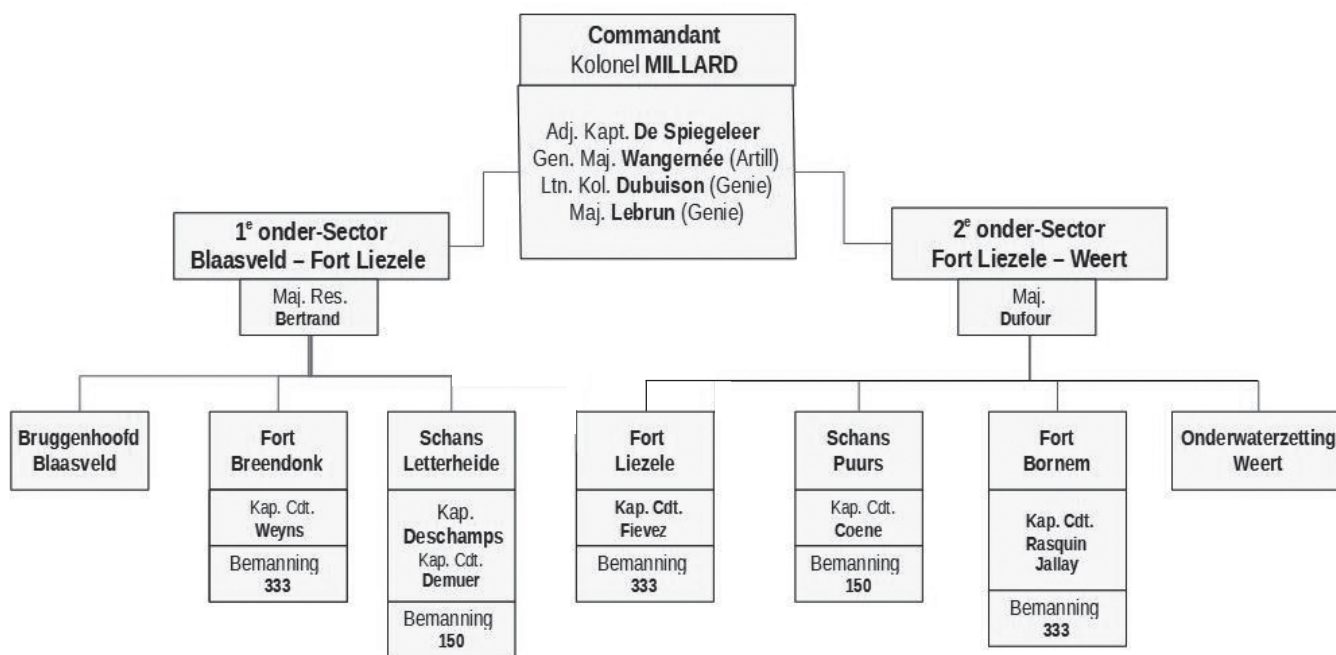 Commandant
Kolonel MILLARD
Adj. Kapt. De Spiegeleer
Gen. Maj. Wangernée (Artill)
Ltn. Kol. Dubuison (Genie)
Maj. Lebrun (Genie)
1e onder-Sector
Blaasveld – Fort Liezele
Maj. Res.
Bertrand
2e onder-Sector
Fort Liezele – Weert
Maj.
Dufour
Bruggenhoofd
Blaasveld
Fort
Breendonk
Kap. Cdt.
Weyns
Bemanning
333
Schans
Letterheide
Kap.
Deschamps
Kap. Cdt.
Demuer
Bemanning
150
Fort
Liezele
Kap. Cdt.
Fievez
Bemanning
333
Schans
Puurs
Kap. Cdt.
Coene
Bemanning
150
Fort
Bornem
Kap. Cdt.
Rasquin
Jallay
Bemanning
333
Onderwaterzetting
Weert